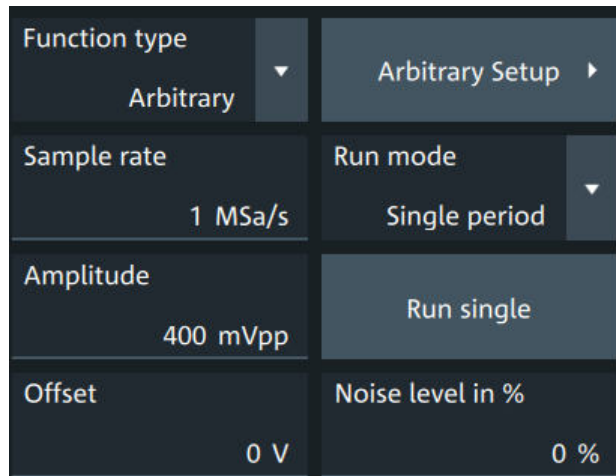 Function type
Arbitrary
Arbitrary Setup
Sample rate
1 MSa/s
Run mode
Single period
Amplitude
400 mVpp
Run single
Offset
0 V
Noise level in %
0 %